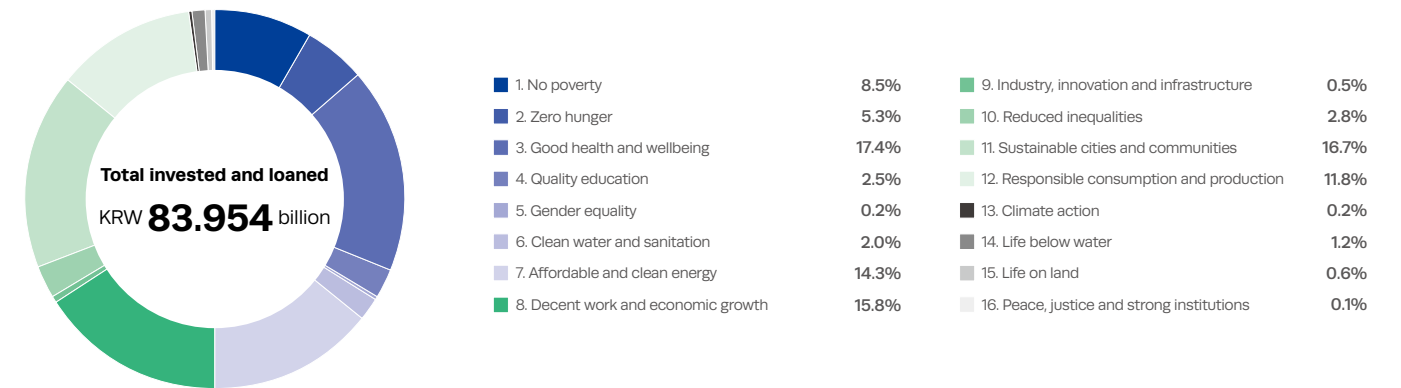 Total invested and loaned
KRW 83.954 billion
1. No poverty 8.5%
2. Zero hunger 5.3%
3. Good health and wellbeing 17.4%
4. Quality education 2.5%
5. Gender equality 0.2%
6. Clean water and sanitation 2.0%
7. Affordable and clean energy 14.3%
8. Decent work and economic growth 15.8%
9. Industry, innovation and infrastructure 0.5%
10. Reduced inequalities 2.8%
11. Sustainable cities and communities 16.7%
12. Responsible consumption and production 11.8%
13. Climate action 0.2%
14. Life below water 1.2%
15. Life on land 0.6%
16. Peace, justice and strong institutions 0.1%